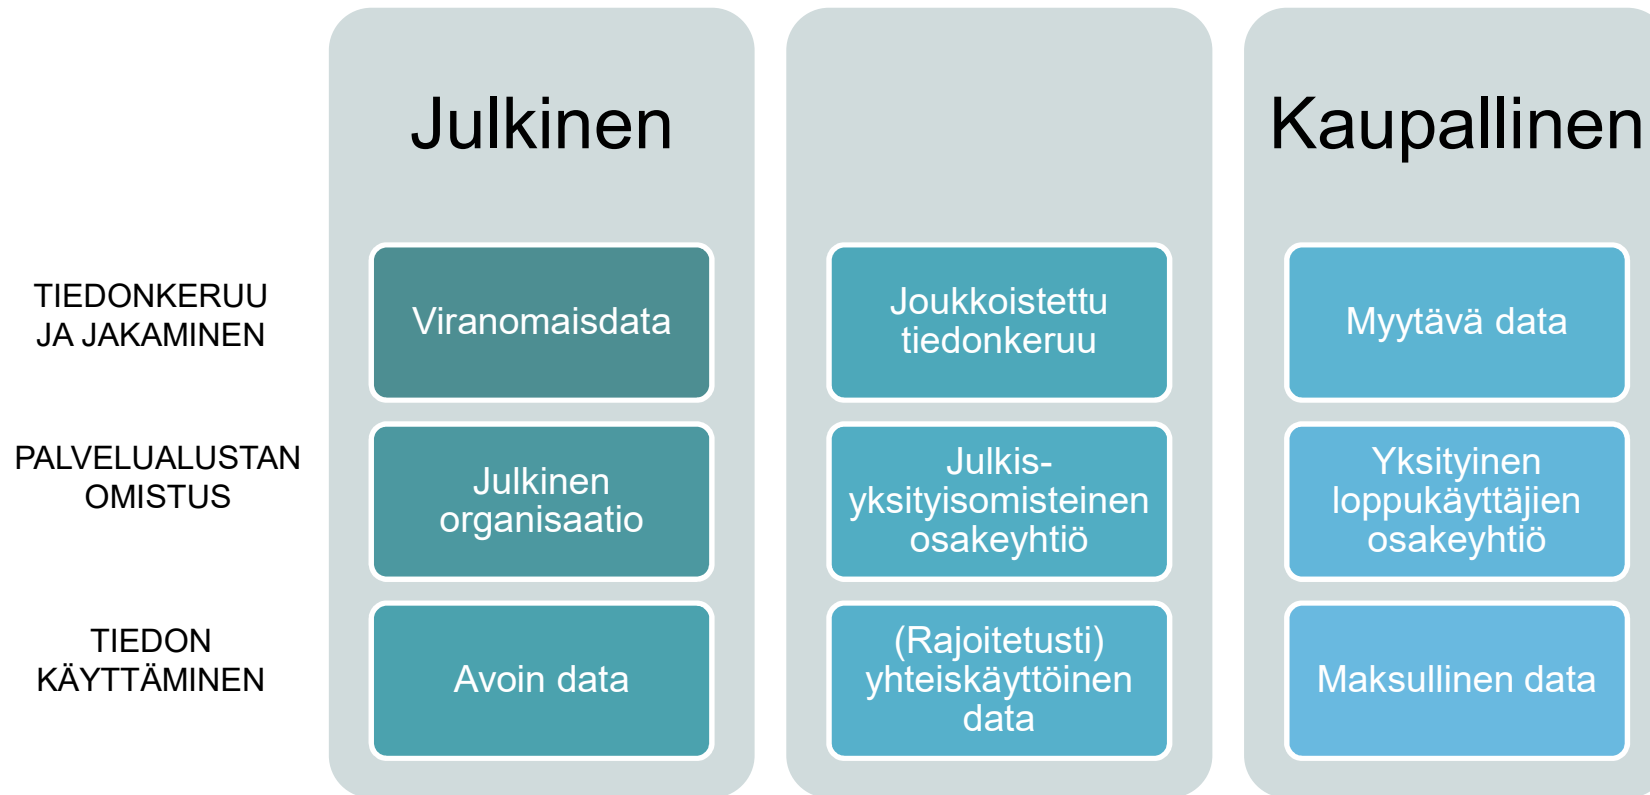 Julkinen
Kaupallinen
TIEDONKERUU
JA JAKAMINEN
Viranomaisdata
Joukkoistettu
tiedonkeruu
Myytävä data
PALVELUALUSTAN
OMISTUS
Julkinen
organisaatio
Julkis-
yksityisomisteinen
osakeyhtiö
Yksityinen
loppukäyttäjien
osakeyhtiö
TIEDON
KÄYTTÄMINEN
Avoin data
(Rajoitetusti)
yhteiskäyttöinen
data
Maksullinen data